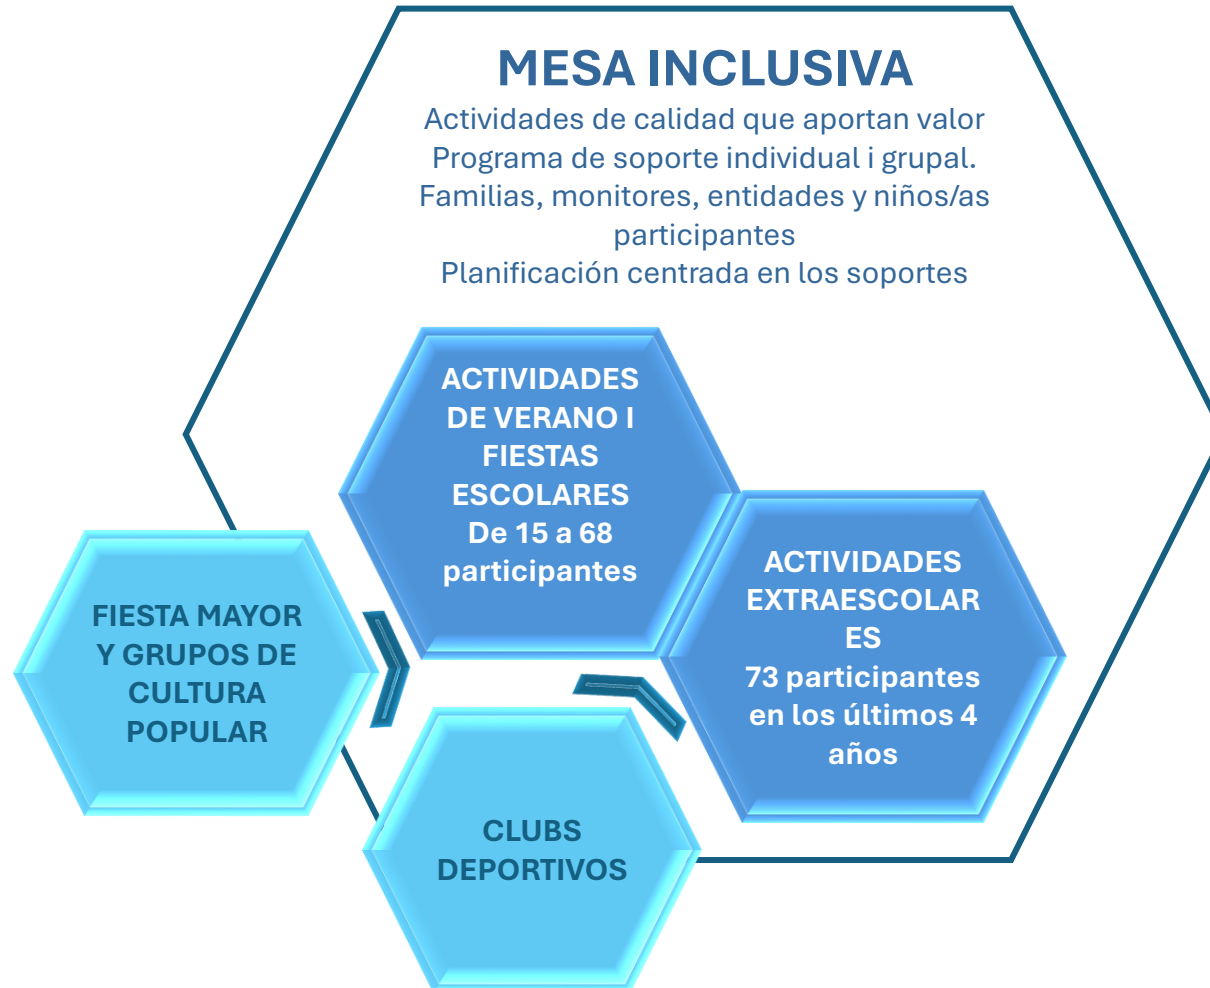 MESA INCLUSIVA
Actividades de calidad que aportan valor
Programa de soporte individual i grupal.
Familias, monitores, entidades y niños/as
participantes
Planificación centrada en los soportes
ACTIVIDADES
DE VERANO I
FIESTAS
ESCOLARES
De 15 a 68
participantes
ACTIVIDADES
EXTRAESCOLAR
ES
73 participantes
en los últimos 4
años
FIESTA MAYOR
Y GRUPOS DE
CULTURA
POPULAR
CLUBS
DEPORTIVOS